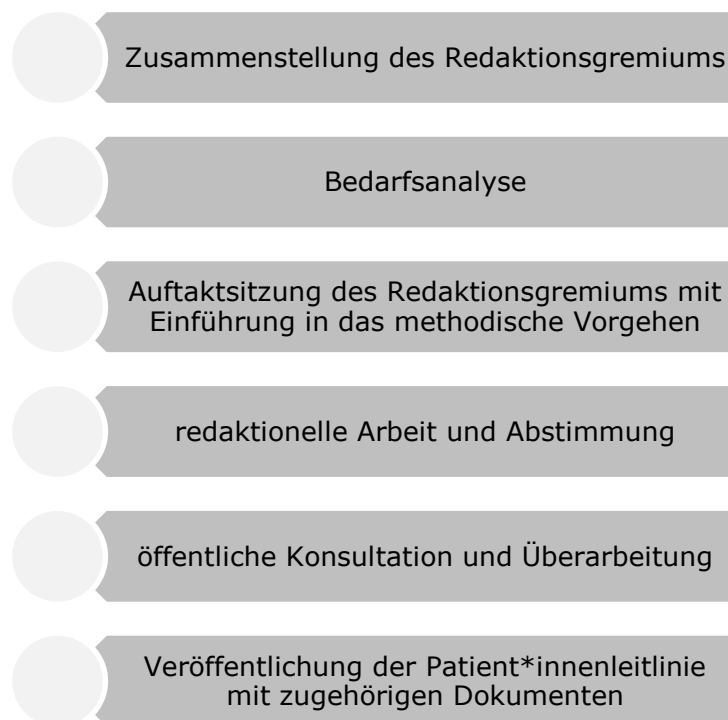 Zusammenstellung des Redaktionsgremiums
Bedarfsanalyse
Auftaktsitzung des Redaktionsgremiums mit
Einführung in das methodische Vorgehen
redaktionelle Arbeit und Abstimmung
öffentliche Konsultation und Überarbeitung
Veröffentlichung der Patient*innenleitlinie
mit zugehörigen Dokumenten